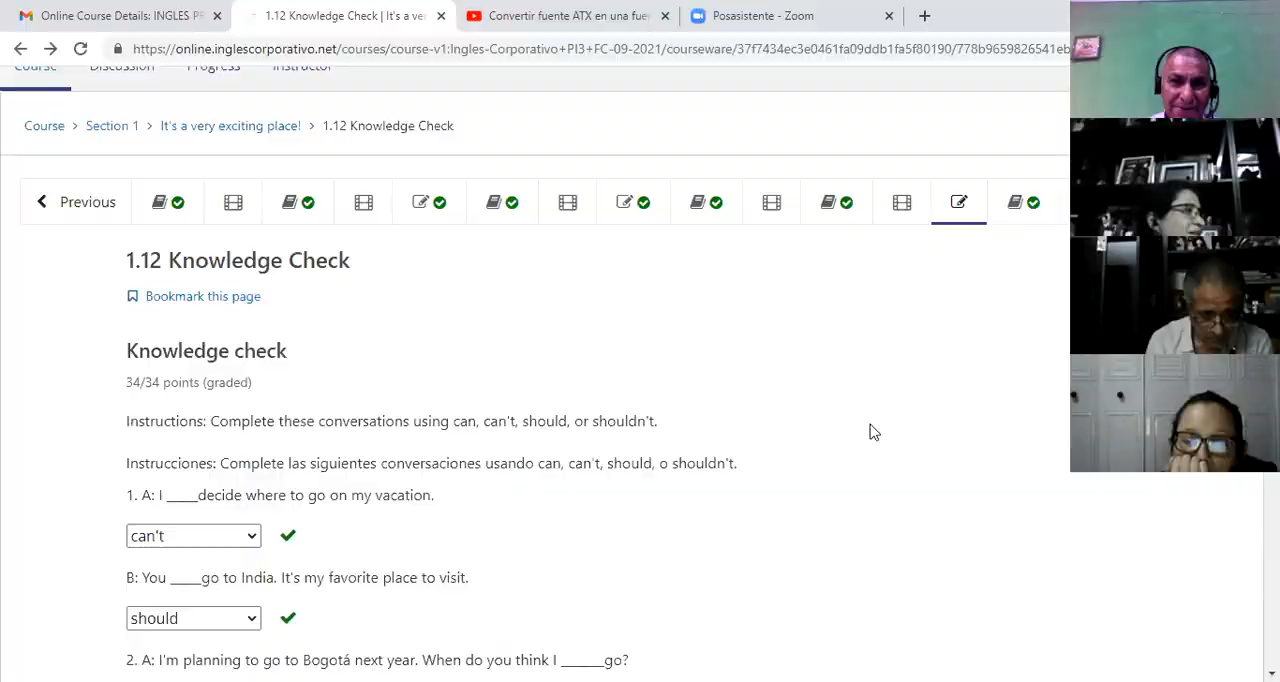 Online Course Details: INGLES PE
1.12 Knowledge Check | It's a ver
Convertir fuente ATX en una fue
Posasistente - Zoom
https://online.inglescorporativo.net/courses/course-v1:Ingles-Corporativo+PI3+FC-09-2021/courseware/37f7434ec3e0461fa09ddb1fa5f80190/778b9659826541eb
Course Discussion Progress Instructor
Course > Section 1 > It's a very exciting place! > 1.12 Knowledge Check
Previous
1.12 Knowledge Check
Bookmark this page
Knowledge check
34/34 points (graded)
Instructions: Complete these converations using can, can't, should, or shouldn't.
Instrucciones: Complete las siguientes conversaciones usando can, can't, should, o shouldn't.
1. A: I ____decide where to go on my vacation.
can't
B: You ____go to India. It's my favorite place to visit.
should
2. A: I'm planning to go to Bogotá next year. When do you think I ______go?